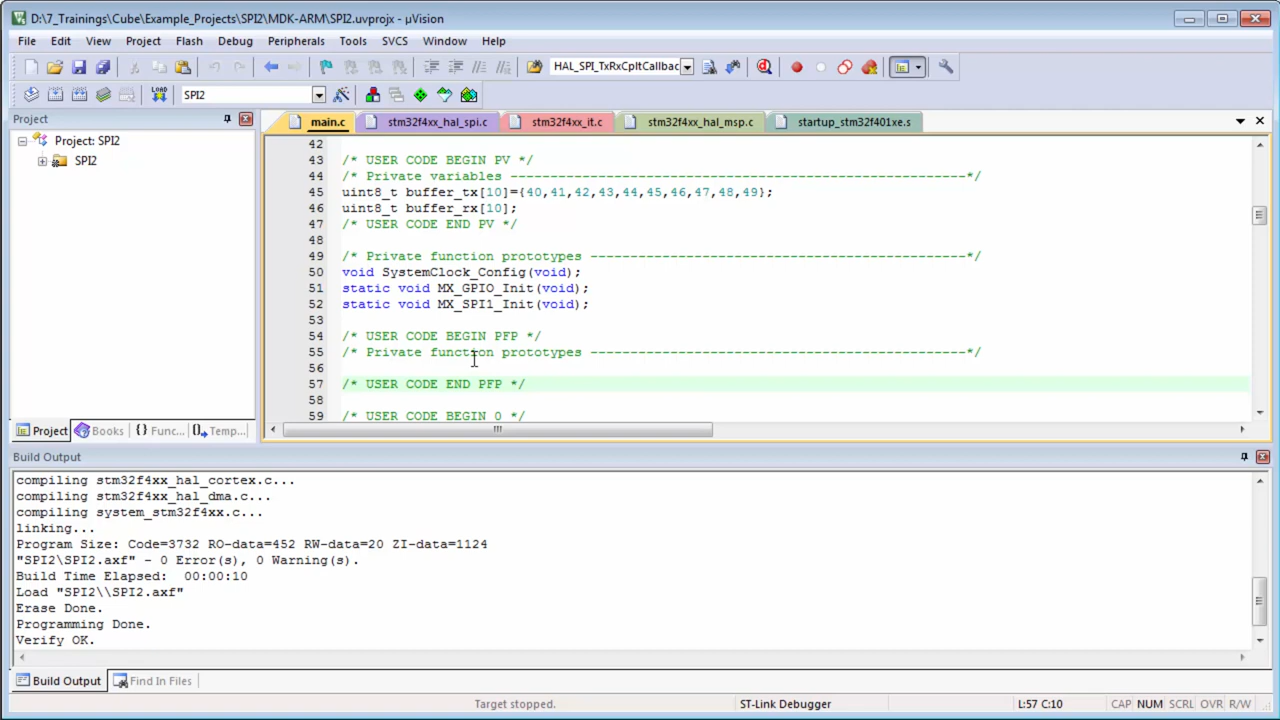 D:\7_Trainings\Cube\Example_Projects\SPI2\MDK-ARM\SPI2.uvprojx - µVision
File Edit View Project Flash Debug Peripherals Tools SVCS Window Help
HAL_SPI_TxRxCpltCallbac
LOAD SPI2
Project
main.c stm32f4xx_hal_spi.c stm32f4xx_it.c stm32f4xx_hal_msp.c startup_stm32f401xe.s
Project: SPI2
SPI2
42
43 /* USER CODE BEGIN PV */
44 /* Private variables ---------------------------------------------------------*/
45 uint8_t buffer_tx[10]={40,41,42,43,44,45,46,47,48,49};
46 uint8_t buffer_rx[10];
47 /* USER CODE END PV */
48
49 /* Private function prototypes -----------------------------------------------*/
50 void SystemClock_Config(void);
51 static void MX_GPIO_Init(void);
52 static void MX_SPI1_Init(void);
53
54 /* USER CODE BEGIN PFP */
55 /* Private function prototypes -----------------------------------------------*/
56
57 /* USER CODE END PFP */
58
59 /* USER CODE BEGIN 0 */
Project Books {} Func... Temp...
Build Output
compiling stm32f4xx_hal_cortex.c...
compiling stm32f4xx_hal_dma.c...
compiling system_stm32f4xx.c...
linking...
Program Size: Code=3732 RO-data=452 RW-data=20 ZI-data=1124
"SPI2\SPI2.axf" - 0 Error(s), 0 Warning(s).
Build Time Elapsed:  00:00:10
Load "SPI2\\SPI2.axf"
Erase Done.
Programming Done.
Verify OK.
Build Output Find In Files
Target stopped. ST-Link Debugger L:57 C:10 CAP NUM SCRL OVR R/W